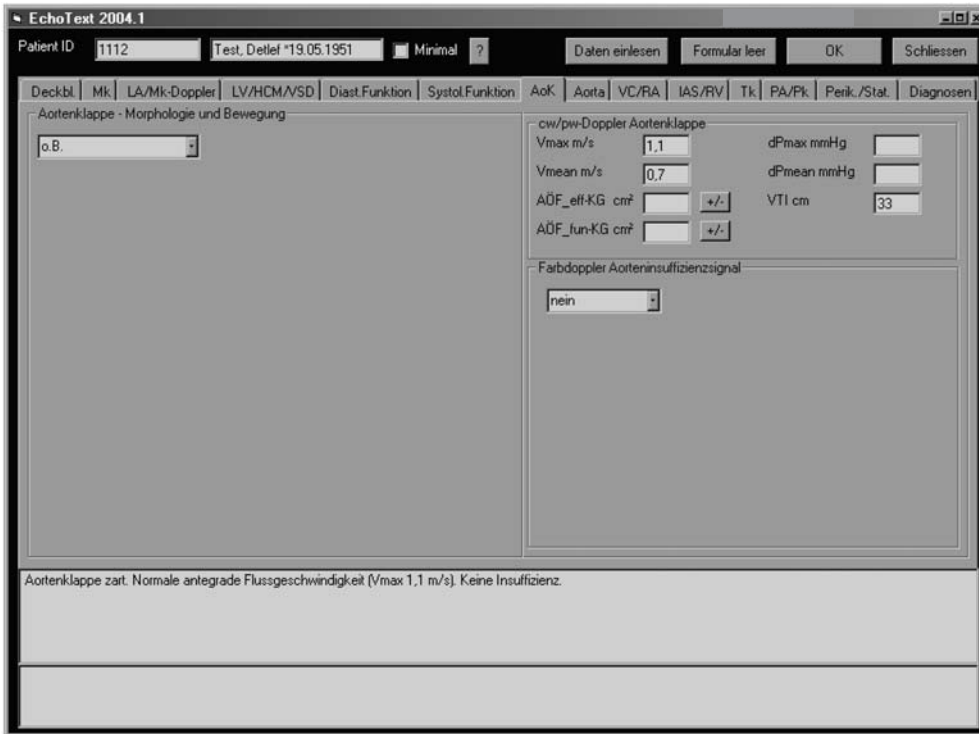 EchoText 2004.1
Patient ID 1112 Test, Detlef *19.05.1951 Minimal ? Daten einlesen Formular leer OK Schliessen
Deckbl. Mk LA/Mk-Doppler LV/HCM/VSD Diast.Funktion Systol.Funktion AoK Aorta VC/RA IAS/RV Tk PA/Pk Perik./Stat. Diagnosen
Aortenklappe - Morphologie und Bewegung
o.B.
cw/pw-Doppler Aortenklappe
Vmax m/s 1,1 dPmax mmHg
Vmean m/s 0,7 dPmean mmHg
AÖF_eff-KG cm² +/- VTI cm 33
AÖF_fun-KG cm² +/-
Farbdoppler Aorteninsuffizienzsignal
nein
Aortenklappe zart. Normale antegrade Flussgeschwindigkeit (Vmax 1,1 m/s). Keine Insuffizienz.